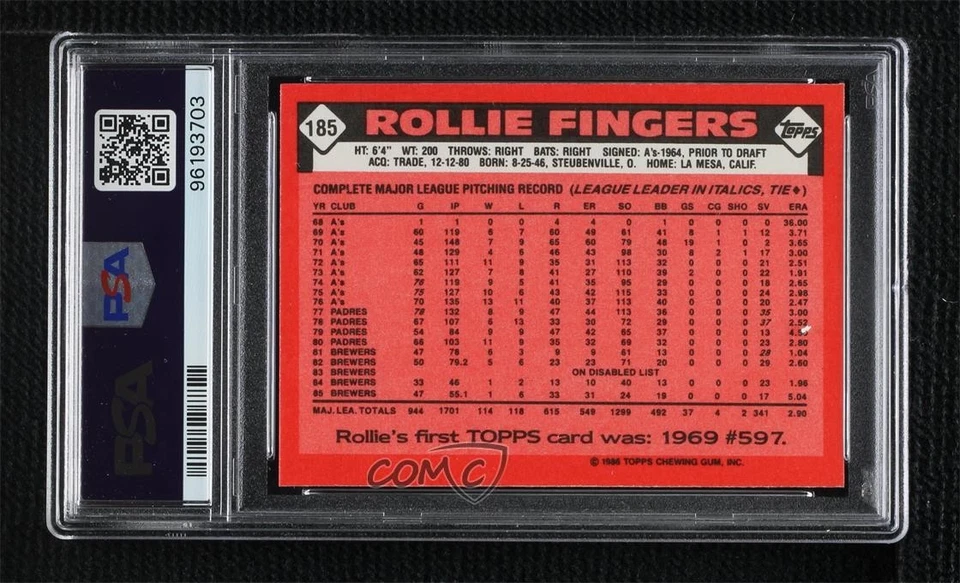 96193703
PSA
PSA
185 ROLLIE FINGERS Topps
HT: 6'4" WT: 200 THROWS: RIGHT BATS: RIGHT SIGNED: A's-1964, PRIOR TO DRAFT
ACQ: TRADE, 12-12-80 BORN: 8-25-46, STEUBENVILLE, O. HOME: LA MESA, CALIF.
COMPLETE MAJOR LEAGUE PITCHING RECORD (LEAGUE LEADER IN ITALICS, TIE♦)
YR CLUB G IP W L R ER SO BB GS CG SHO SV ERA
68 A's 1 1 0 0 4 4 0 1 0 0 0 0 36.00
69 A's 60 119 6 7 60 49 61 41 8 1 1 12 3.71
70 A's 45 148 7 9 65 60 79 48 19 1 0 2 3.65
71 A's 48 129 4 6 46 43 98 30 8 2 1 17 3.00
72 A's 65 111 11 9 35 31 113 32 0 0 0 21 2.51
73 A's 62 127 7 8 41 27 110 39 2 0 0 22 1.91
74 A's 76 119 9 5 41 35 95 29 0 0 0 18 2.65
75 A's 75 127 10 6 43 42 115 33 0 0 0 24 2.98
76 A's 70 135 13 11 40 37 113 40 0 0 0 20 2.47
77 PADRES 78 132 8 9 47 44 113 36 0 0 0 35 3.00
78 PADRES 67 107 6 13 33 30 72 29 0 0 0 37 2.52
79 PADRES 54 84 9 9 47 42 65 37 0 0 0 13
80 PADRES 66 103 11 9 35 32 69 32 0 0 0 23 2.80
81 BREWERS 47 78 6 3 9 9 61 13 0 0 0 28 1.04
82 BREWERS 50 79.2 5 6 23 23 71 20 0 0 0 29 2.60
83 BREWERS ON DISABLED LIST
84 BREWERS 33 46 1 2 13 10 40 13 0 0 0 23 1.96
85 BREWERS 47 55.1 1 6 33 31 24 19 0 0 0 17 5.04
MAJ. LEA. TOTALS 944 1701 114 118 615 549 1299 492 37 4 2 341 2.90
Rollie's first TOPPS card was: 1969 #597.
© 1986 TOPPS CHEWING GUM, INC.
COMC